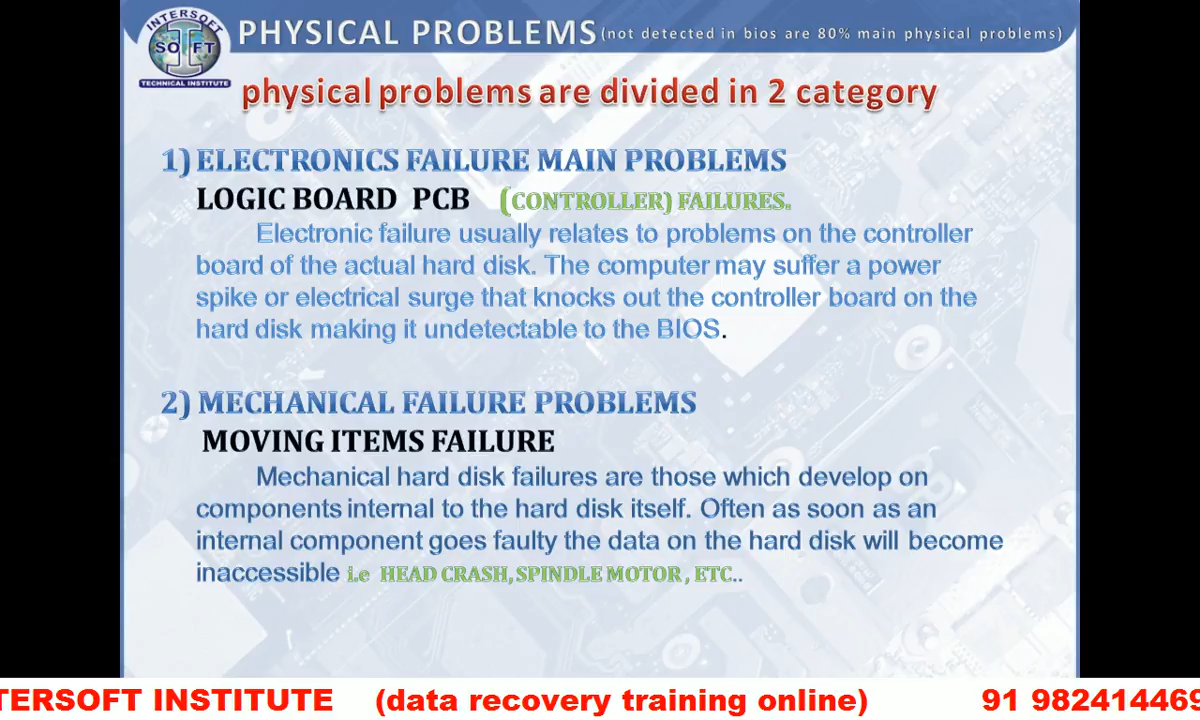 INTERSOFT
SOFT
TECHNICAL INSTITUTE
PHYSICAL PROBLEMS (not detected in bios are 80% main physical problems)
physical problems are divided in 2 category
1) ELECTRONICS FAILURE MAIN PROBLEMS
LOGIC BOARD PCB (CONTROLLER) FAILURES.
Electronic failure usually relates to problems on the controller
board of the actual hard disk. The computer may suffer a power
spike or electrical surge that knocks out the controller board on the
hard disk making it undetectable to the BIOS.
2) MECHANICAL FAILURE PROBLEMS
MOVING ITEMS FAILURE
Mechanical hard disk failures are those which develop on
components internal to the hard disk itself. Often as soon as an
internal component goes faulty the data on the hard disk will become
inaccessible i.e HEAD CRASH, SPINDLE MOTOR , ETC..
TERSOFT INSTITUTE (data recovery training online) 91 982414469